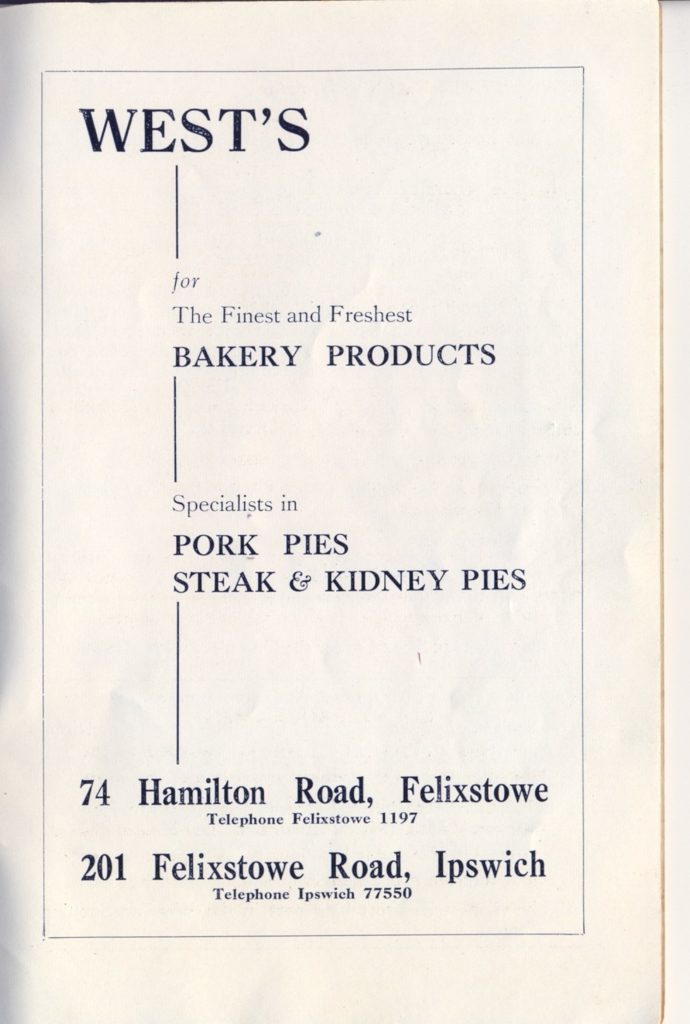 WEST'S
for
The Finest and Freshest
BAKERY PRODUCTS
Specialists in
PORK PIES
STEAK & KIDNEY PIES
74 Hamilton Road, Felixstowe
Telephone Felixstowe 1197
201 Felixstowe Road, Ipswich
Telephone Ipswich 77550